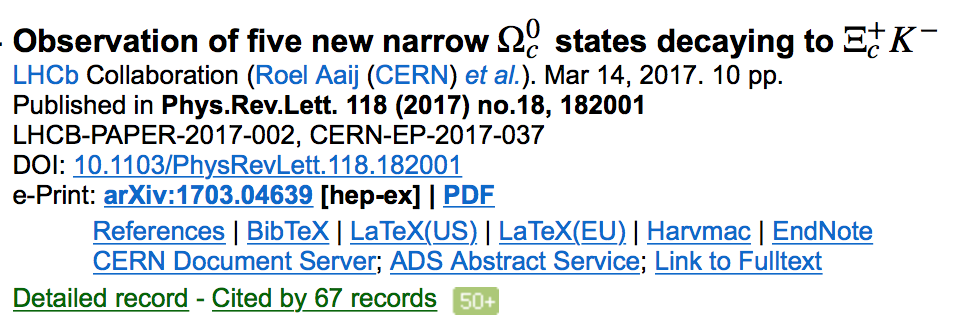 - Observation of five new narrow Ω_c^0 states decaying to Ξ_c^+ K^-
LHCb Collaboration (Roel Aaij (CERN) et al.). Mar 14, 2017. 10 pp.
Published in Phys.Rev.Lett. 118 (2017) no.18, 182001
LHCB-PAPER-2017-002, CERN-EP-2017-037
DOI: 10.1103/PhysRevLett.118.182001
e-Print: arXiv:1703.04639 [hep-ex] | PDF
References | BibTeX | LaTeX(US) | LaTeX(EU) | Harvmac | EndNote
CERN Document Server; ADS Abstract Service; Link to Fulltext
Detailed record - Cited by 67 records 50+